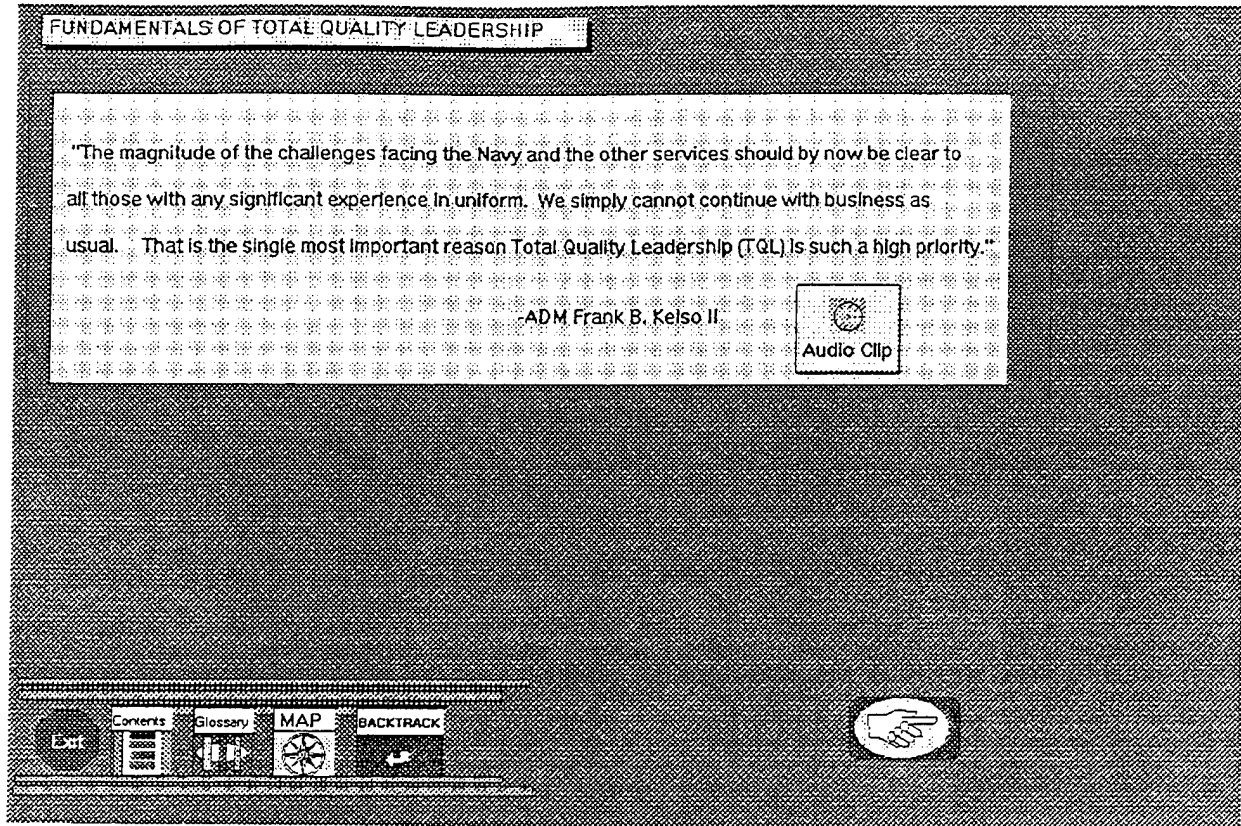 FUNDAMENTALS OF TOTAL QUALITY LEADERSHIP
"The magnitude of the challenges facing the Navy and the other services should by now be clear to
all those with any significant experience in uniform. We simply cannot continue with business as
usual. That is the single most important reason Total Quality Leadership (TQL) is such a high priority."
-ADM Frank B. Kelso II
Audio Clip
Exit
Contents
Glossary
MAP
BACKTRACK